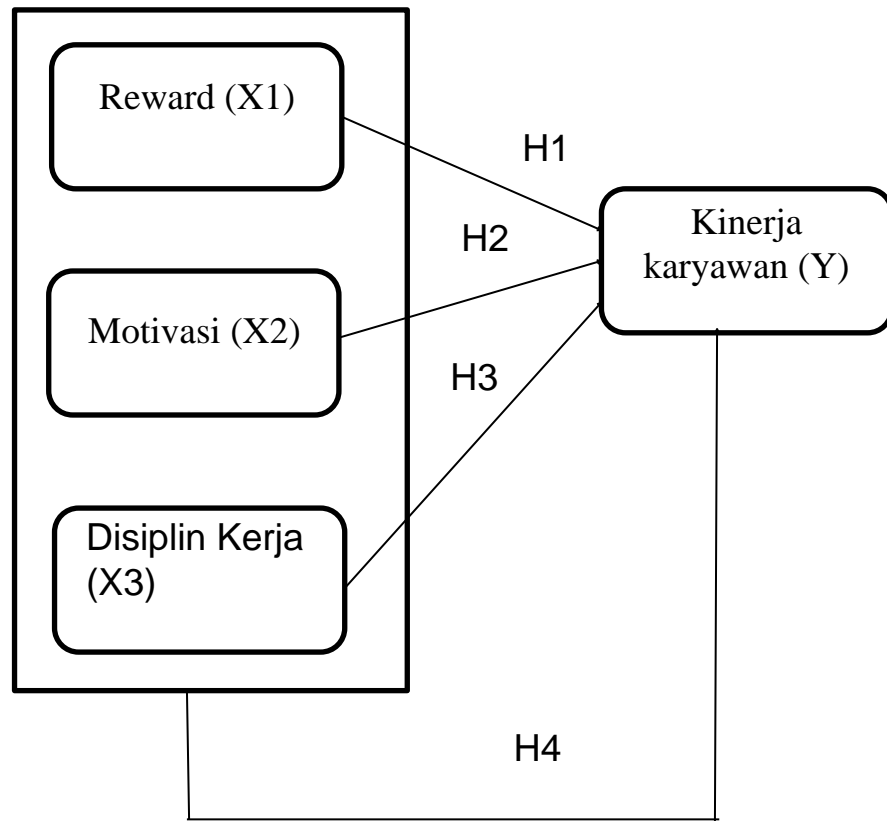 Reward (X1)
H1
Kinerja
karyawan (Y)
H2
Motivasi (X2)
H3
Disiplin Kerja
(X3)
H4